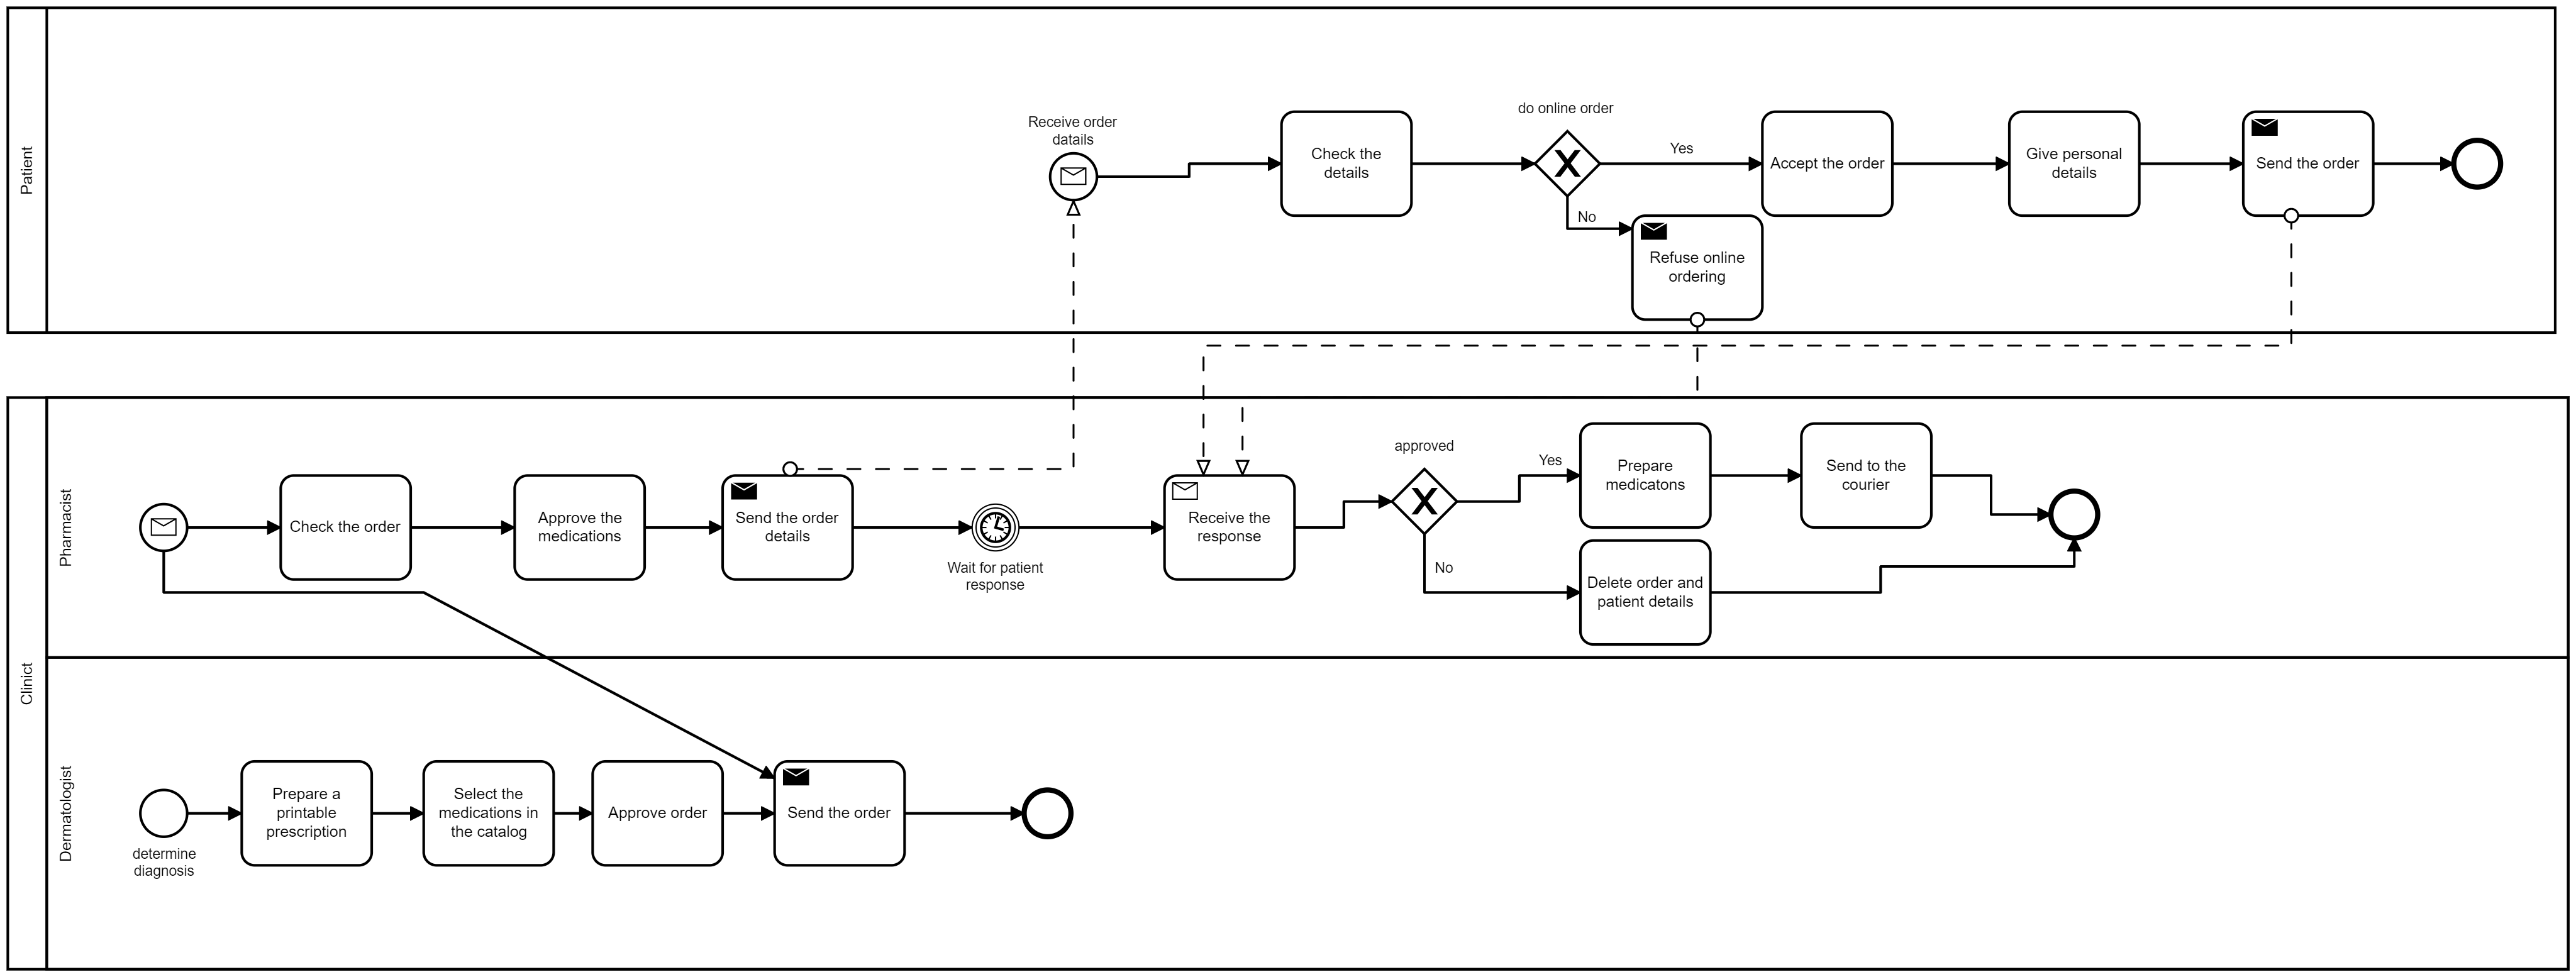 Patient
Receive order
datails
Check the
details
do online order
Yes
No
Accept the order
Give personal
details
Send the order
Refuse online
ordering
Clinict
Pharmacist
Check the order
Approve the
medications
Send the order
details
Wait for patient
response
Receive the
response
approved
Yes
No
Prepare
medicatons
Send to the
courier
Delete order and
patient details
Dermatologist
determine
diagnosis
Prepare a
printable
prescription
Select the
medications in
the catalog
Approve order
Send the order